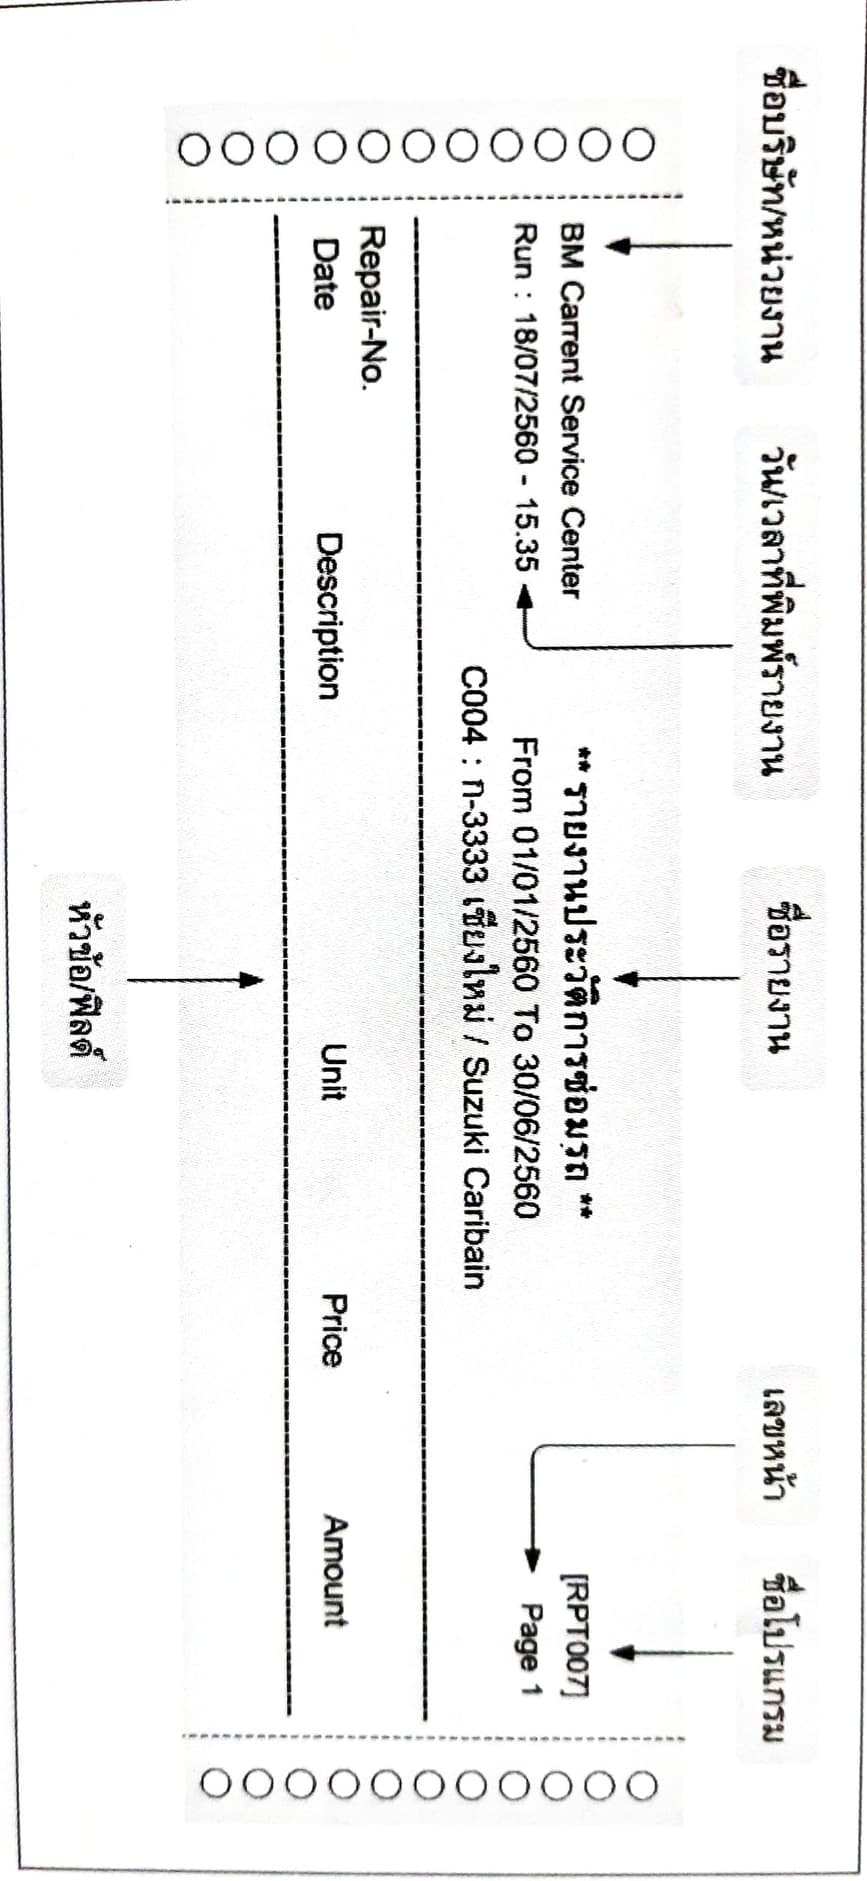 ชื่อบริษัท/หน่วยงาน
วัน/เวลาที่พิมพ์รายงาน
ชื่อรายงาน
เลขหน้า
ชื่อโปรแกรม
BM Carrent Service Center
** รายงานประวัติการซ่อมรถ **
[RPT007]
Run : 18/07/2560 - 15.35
From 01/01/2560 To 30/06/2560
Page 1
C004 : ก-3333 เชียงใหม่ / Suzuki Caribain
Repair-No.
Date
Description
Unit
Price
Amount
หัวข้อ/ฟิลด์